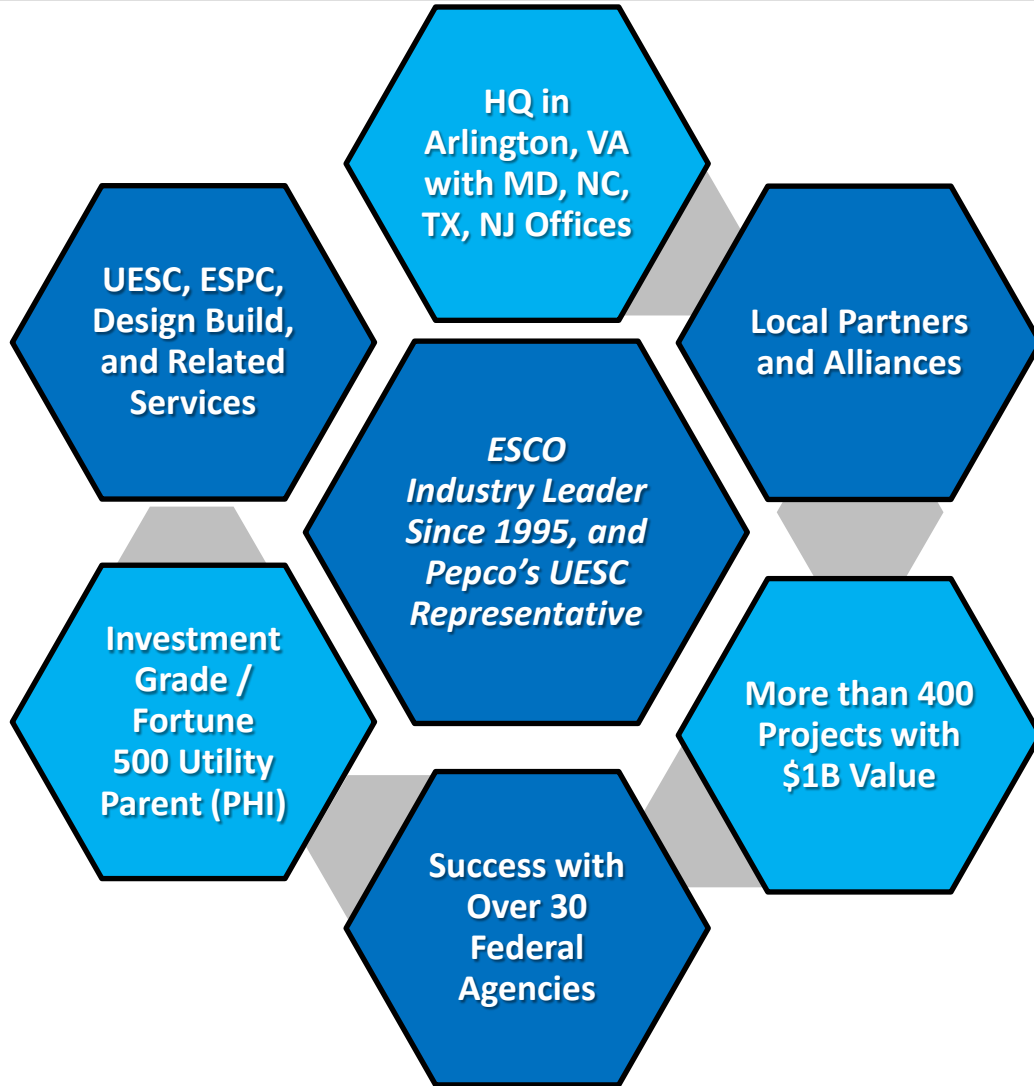 HQ in
Arlington, VA
with MD, NC,
TX, NJ Offices
Local Partners
and Alliances
More than 400
Projects with
$1B Value
Success with
Over 30
Federal
Agencies
Investment
Grade /
Fortune
500 Utility
Parent (PHI)
UESC, ESPC,
Design Build,
and Related
Services
ESCO
Industry Leader
Since 1995, and
Pepco’s UESC
Representative